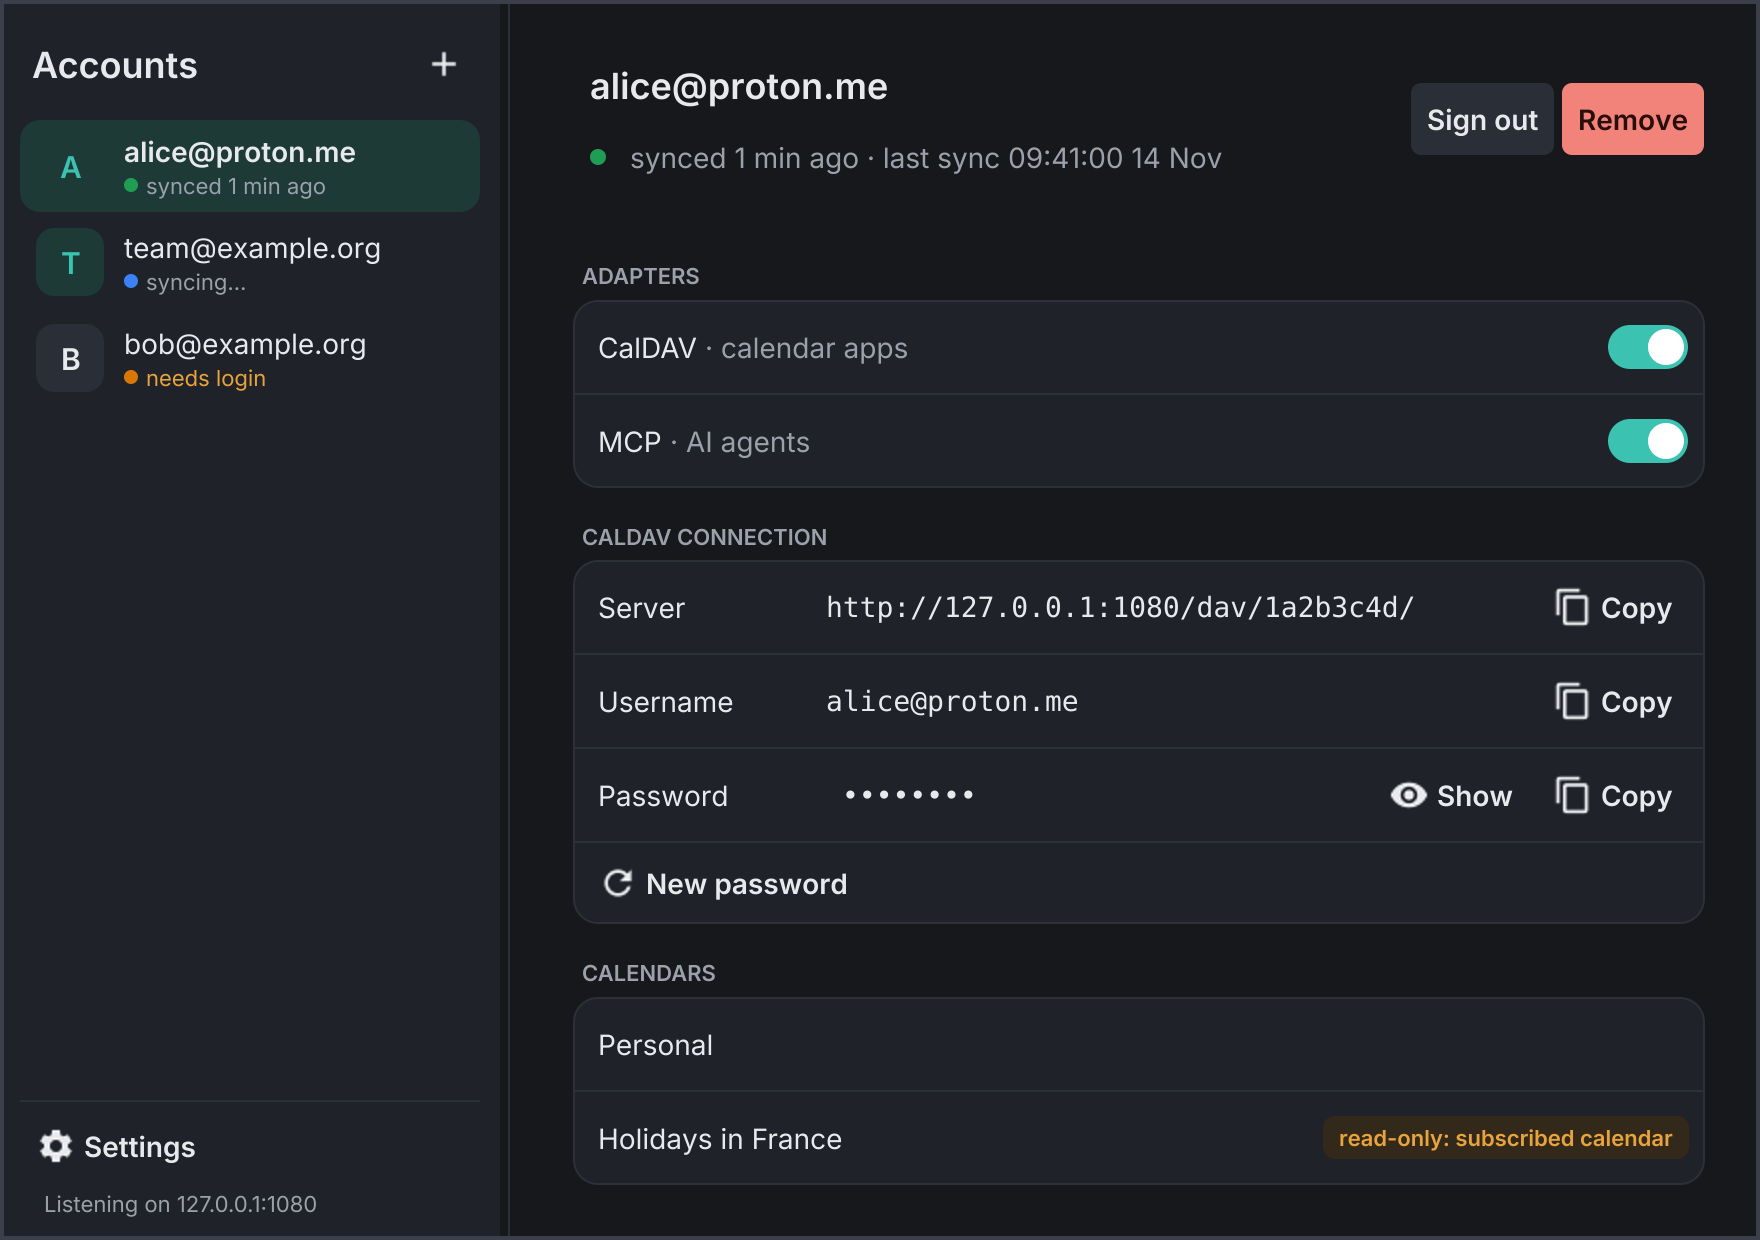 Accounts
+
A
alice@proton.me
synced 1 min ago
T
team@example.org
syncing...
B
bob@example.org
needs login
Settings
Listening on 127.0.0.1:1080
alice@proton.me
synced 1 min ago · last sync 09:41:00 14 Nov
Sign out
Remove
ADAPTERS
CalDAV · calendar apps
MCP · AI agents
CALDAV CONNECTION
Server http://127.0.0.1:1080/dav/1a2b3c4d/ Copy
Username alice@proton.me Copy
Password •••••••• Show Copy
New password
CALENDARS
Personal
Holidays in France read-only: subscribed calendar